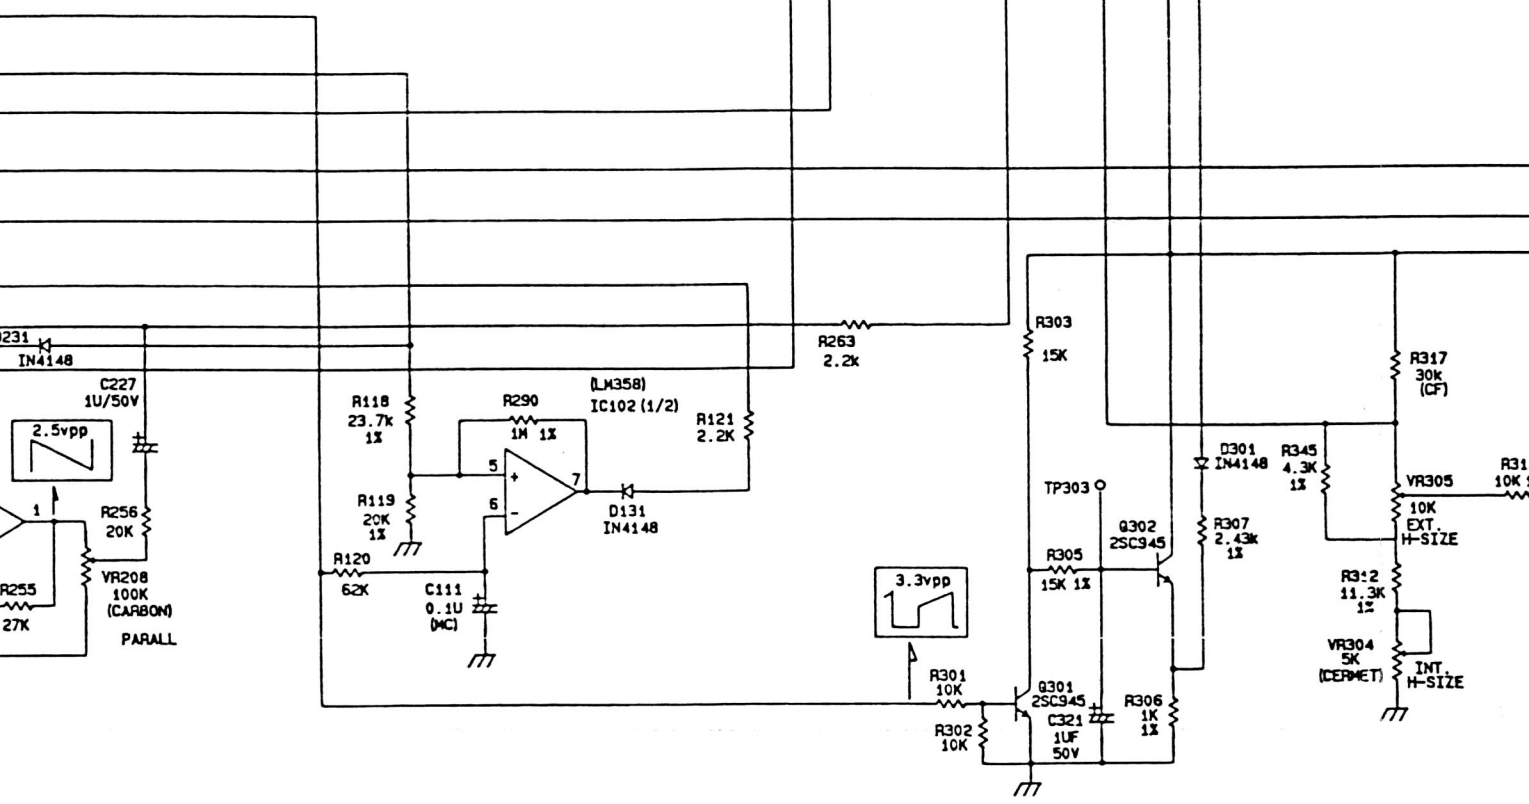 D231
IN4148
C227
1U/50V
2.5vpp
1
R256
20K
R255
27K
VR208
100K
(CARBON)
PARALL
R118
23.7k
1%
R290
1M 1%
(LM358)
IC102 (1/2)
5
+
6
-
7
R119
20K
1%
D131
IN4148
R121
2.2K
R120
62K
C111
0.1U
(MC)
R263
2.2k
3.3vpp
R301
10K
R302
10K
Q301
2SC945
C321
1UF
50V
R303
15K
TP303
R305
15K 1%
Q302
2SC945
R306
1K
1%
D301
IN4148
R307
2.43k
1%
R345
4.3K
1%
R317
30k
(CF)
VR305
10K
EXT.
H-SIZE
R31
10K
R312
11.3K
1%
VR304
5K
(CERMET)
INT.
H-SIZE